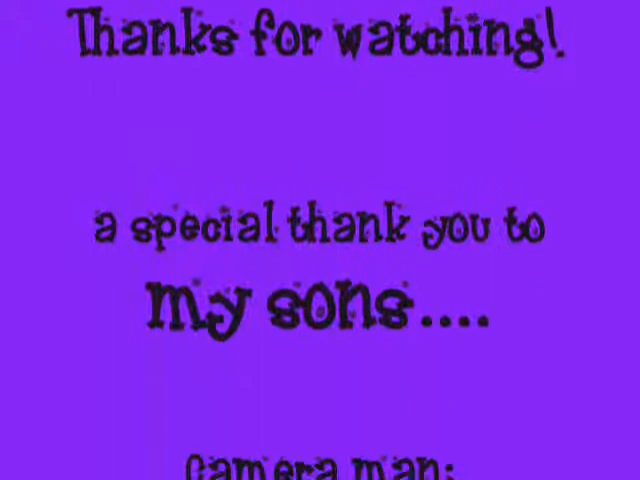 Thanks for watching!
a special thank you to
my sons....
Camera man: